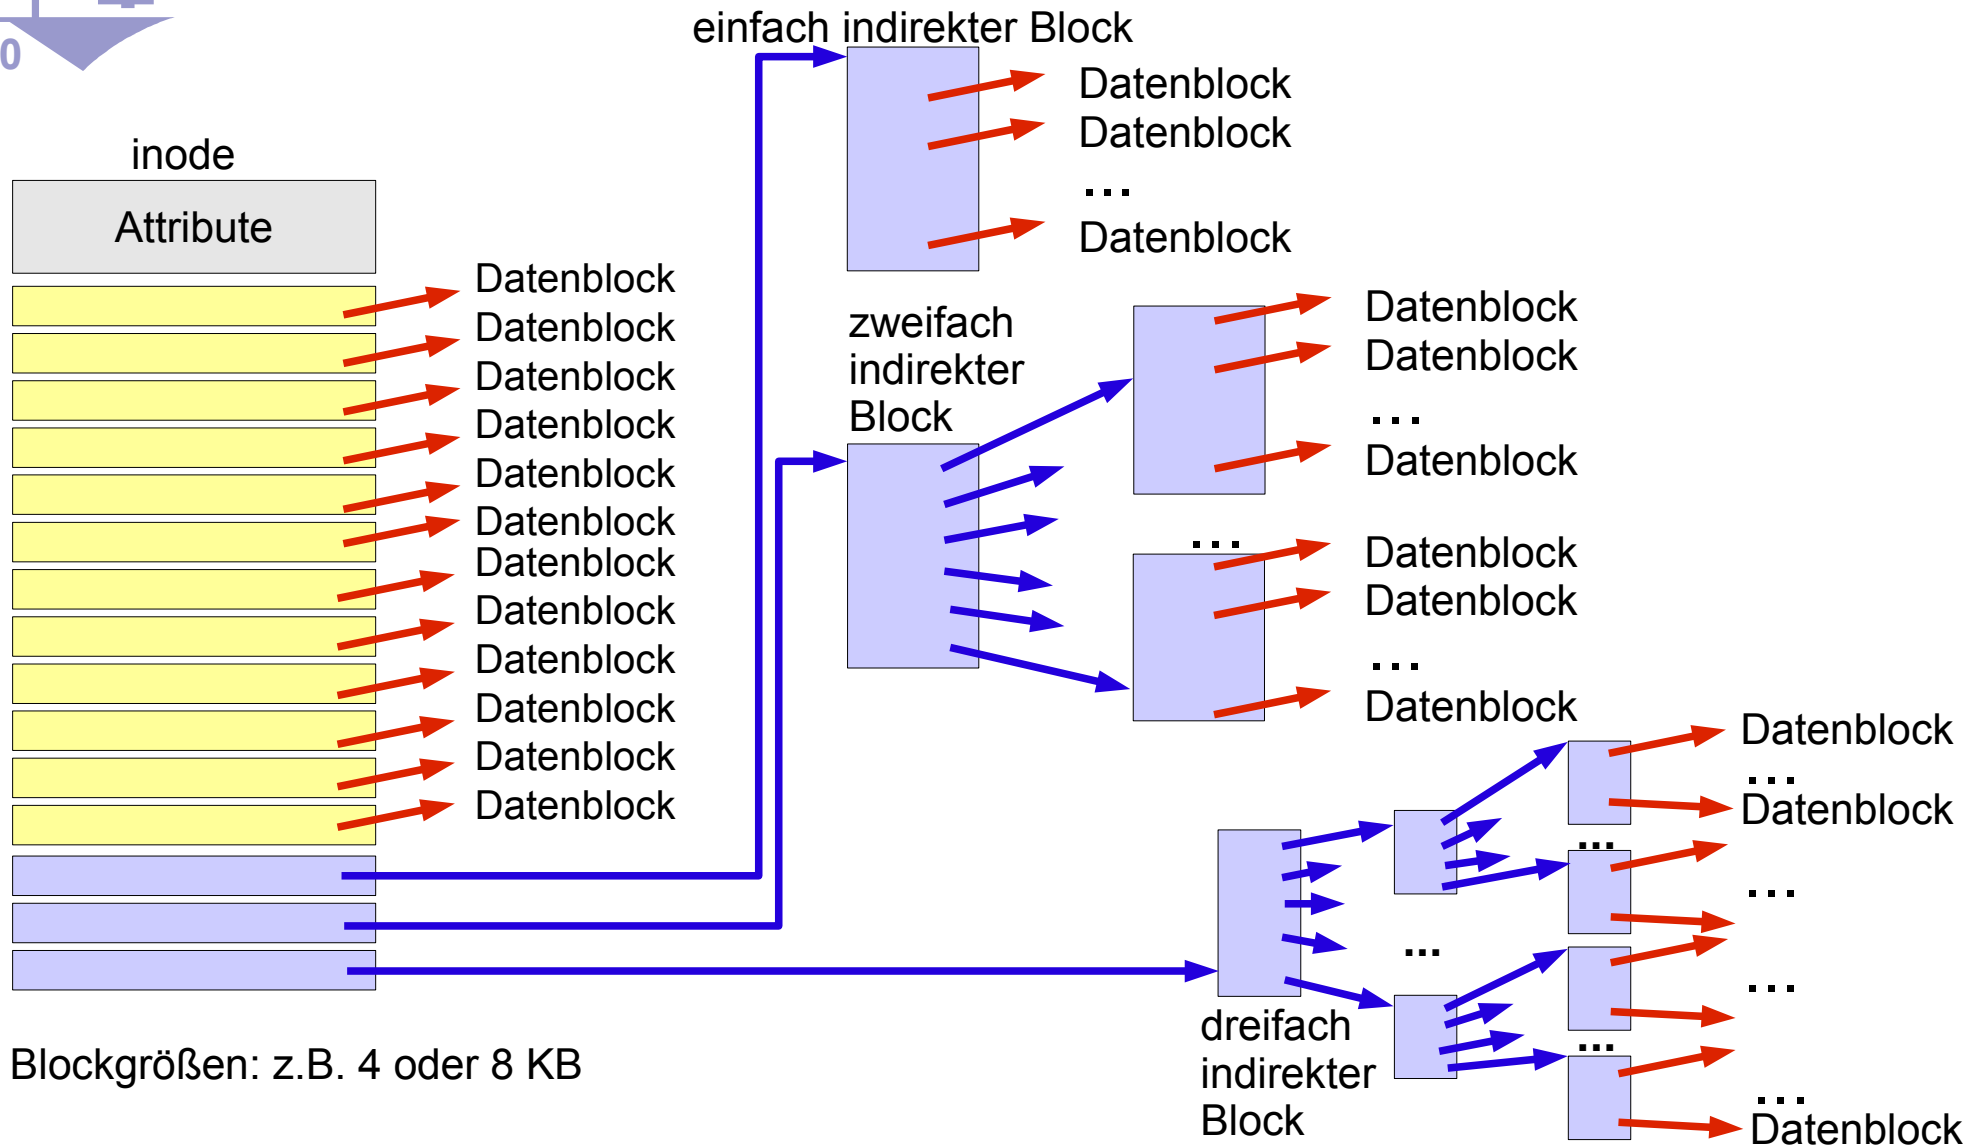 0
einfach indirekter Block
Datenblock
Datenblock
...
Datenblock
inode
Attribute
Datenblock
Datenblock
Datenblock
Datenblock
Datenblock
Datenblock
Datenblock
Datenblock
Datenblock
Datenblock
Datenblock
Datenblock
zweifach
indirekter
Block
Datenblock
Datenblock
...
Datenblock
...
Datenblock
Datenblock
...
Datenblock
Datenblock
...
Datenblock
...
...
...
...
...
...
Datenblock
dreifach
indirekter
Block
Blockgrößen: z.B. 4 oder 8 KB